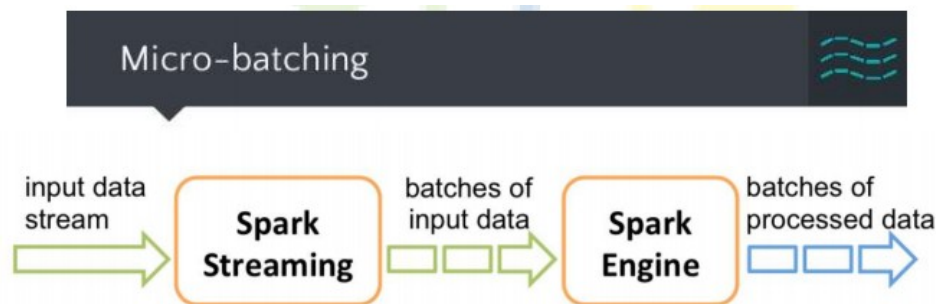 Micro-batching
input data
stream
Spark
Streaming
batches of
input data
Spark
Engine
batches of
processed data